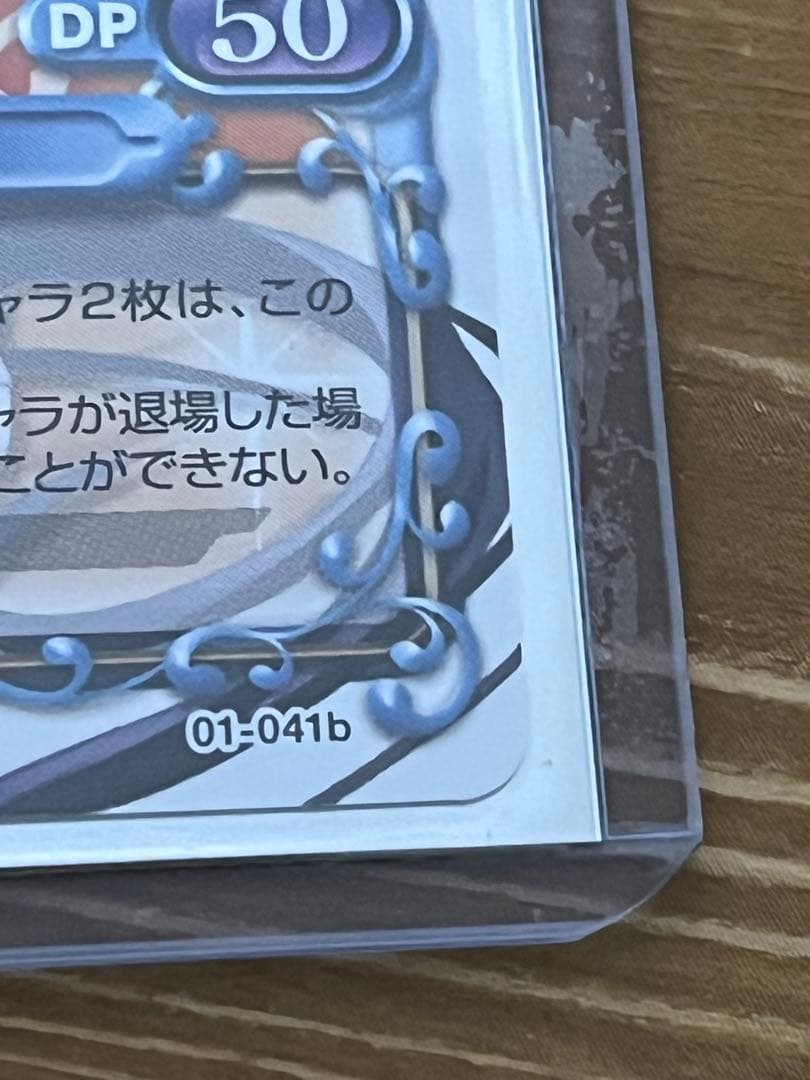 DP 50
ャラ2枚は、この
ャラが退場した場
ことができない。
01-041b